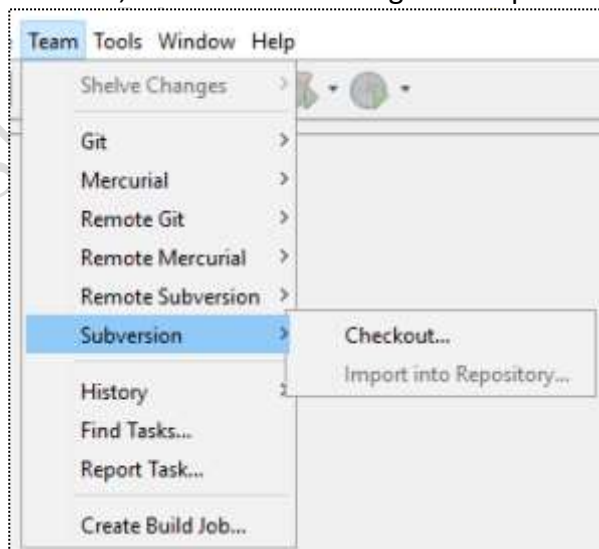 Team Tools Window Help
Shelve Changes
Git
Mercurial
Remote Git
Remote Mercurial
Remote Subversion
Subversion
Checkout...
Import into Repository...
History
Find Tasks...
Report Task...
Create Build Job...